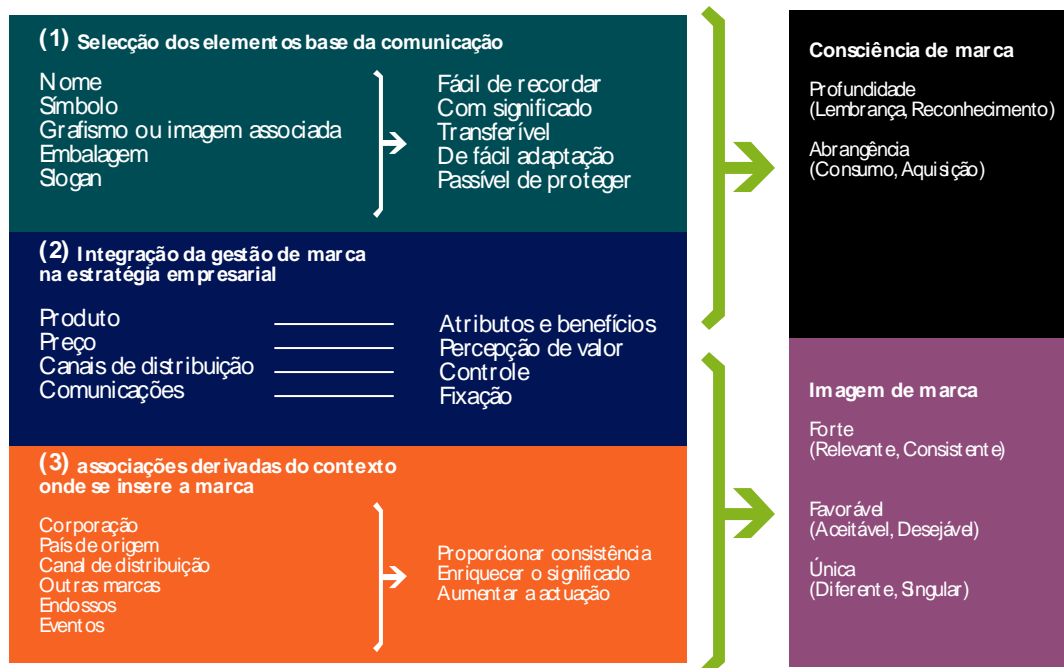 (1) Selecção dos elementos base da comunicação
Nome
Símbolo
Grafismo ou imagem associada
Embalagem
Slogan
Fácil de recordar
Com significado
Transferível
De fácil adaptação
Passível de proteger
(2) Integração da gestão de marca
na estratégia empresarial
Produto
Preço
Canais de distribuição
Comunicações
Atributos e benefícios
Percepção de valor
Controle
Fixação
(3) associações derivadas do contexto
onde se insere a marca
Corporação
País de origem
Canal de distribuição
Outras marcas
Endossos
Eventos
Proporcionar consistência
Enriquecer o significado
Aumentar a actuação
Consciência de marca
Profundidade
(Lembrança, Reconhecimento)
Abrangência
(Consumo, Aquisição)
Imagem de marca
Forte
(Relevante, Consistente)
Favorável
(Aceitável, Desejável)
Única
(Diferente, Singular)